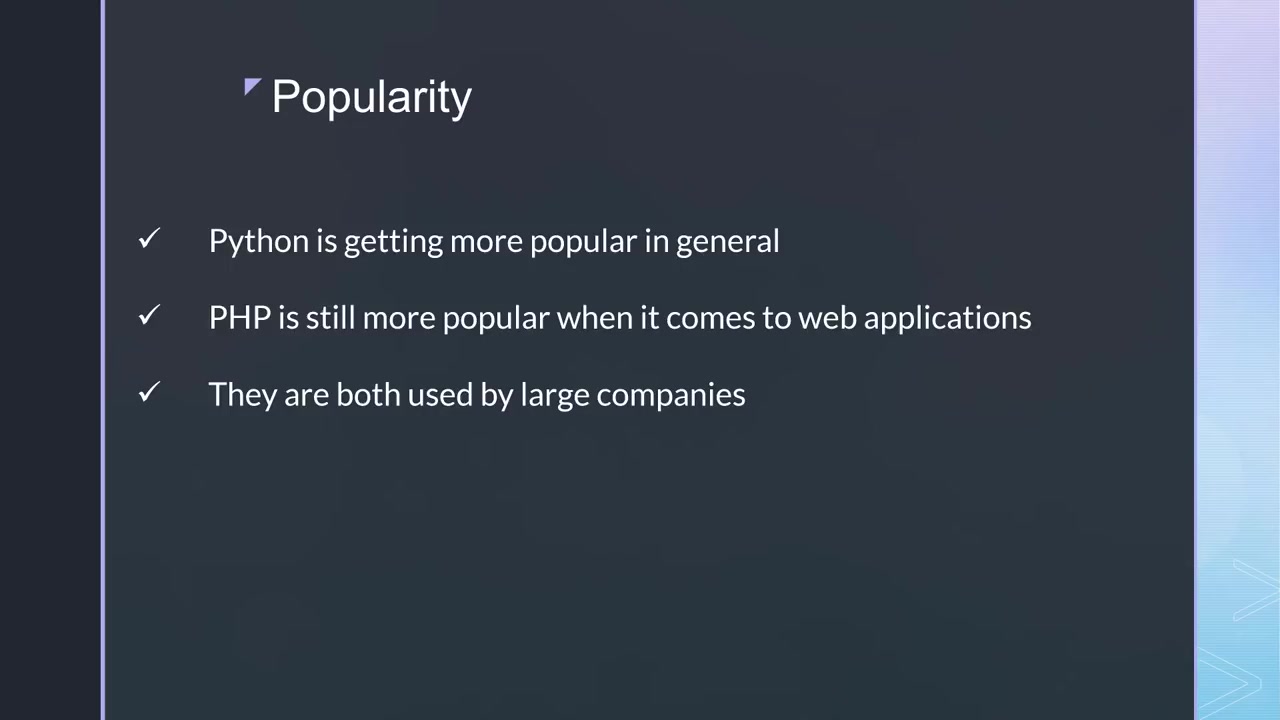 Popularity
✓ Python is getting more popular in general
✓ PHP is still more popular when it comes to web applications
✓ They are both used by large companies